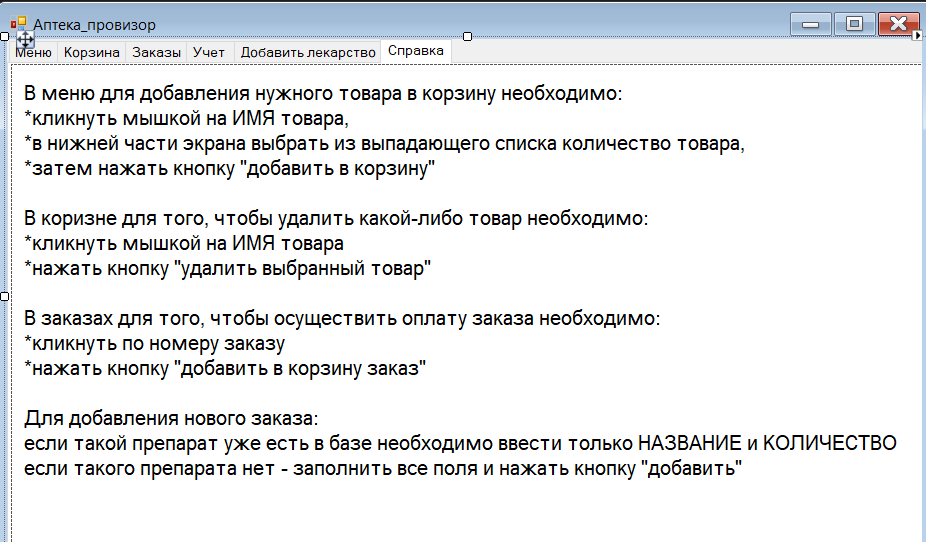 Аптека_провизор
Меню Корзина Заказы Учет Добавить лекарство Справка
В меню для добавления нужного товара в корзину необходимо:
*кликнуть мышкой на ИМЯ товара,
*в нижней части экрана выбрать из выпадающего списка количество товара,
*затем нажать кнопку "добавить в корзину"
В коризне для того, чтобы удалить какой-либо товар необходимо:
*кликнуть мышкой на ИМЯ товара
*нажать кнопку "удалить выбранный товар"
В заказах для того, чтобы осуществить оплату заказа необходимо:
*кликнуть по номеру заказу
*нажать кнопку "добавить в корзину заказ"
Для добавления нового заказа:
если такой препарат уже есть в базе необходимо ввести только НАЗВАНИЕ и КОЛИЧЕСТВО
если такого препарата нет - заполнить все поля и нажать кнопку "добавить"